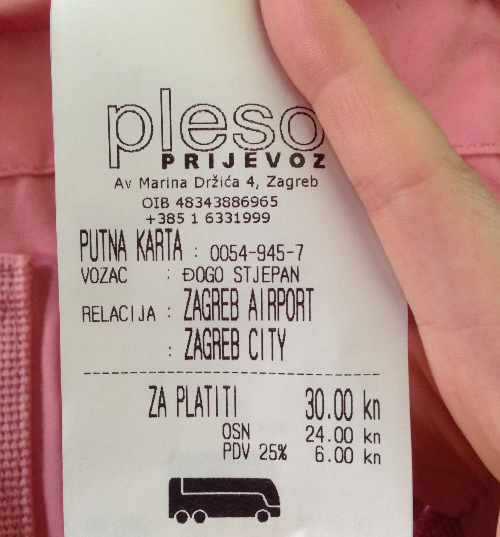 pleso
PRIJEVOZ
Av Marina Držića 4, Zagreb
OIB 48343886965
+385 1 6331999
PUTNA KARTA : 0054-945-7
VOZAC : ĐOGO STJEPAN
RELACIJA : ZAGREB AIRPORT
: ZAGREB CITY
ZA PLATITI 30.00 kn
OSN 24.00 kn
PDV 25% 6.00 kn